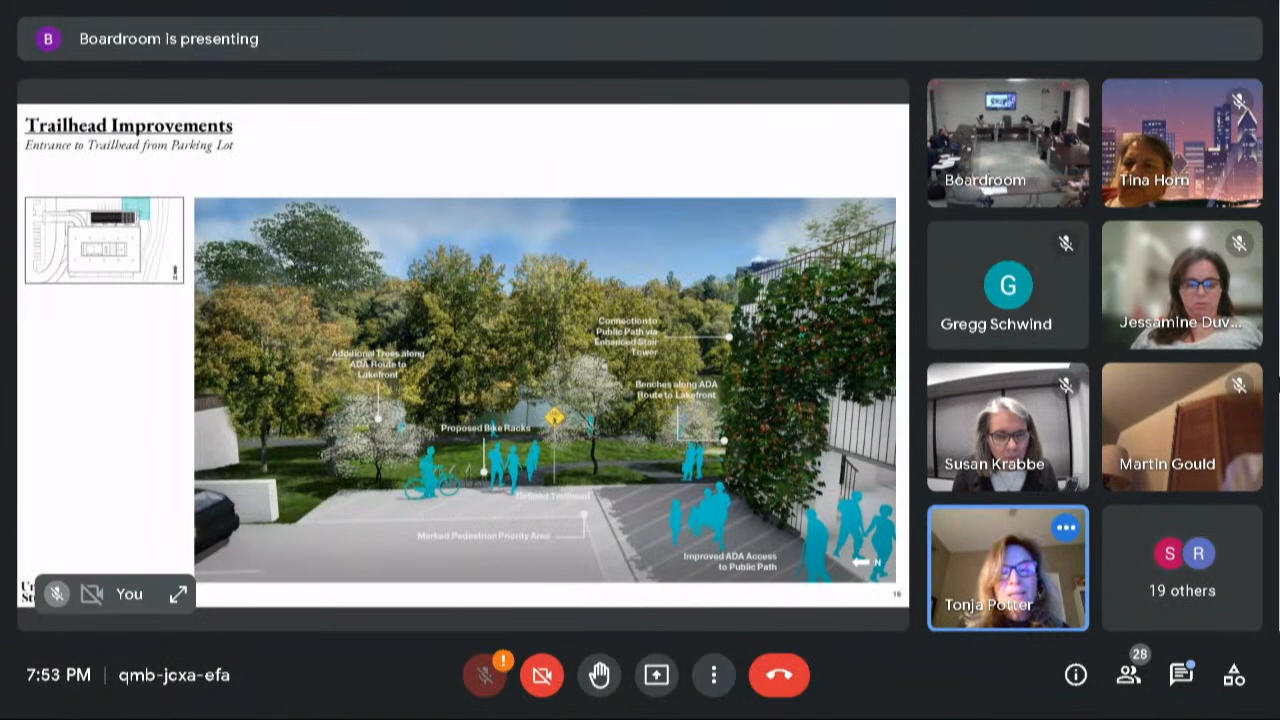 B
Boardroom is presenting
Trailhead Improvements
Entrance to Trailhead from Parking Lot
Connection to
Public Path via
Enhanced Stair
Tower
Additional Trees along
ADA Route to
Lakefront
Benches along ADA
Route to Lakefront
Proposed Bike Racks
Defined Trailhead
Marked Pedestrian Priority Area
Improved ADA Access
to Public Path
N
16
You
Boardroom
Tina Horn
G
Gregg Schwind
Jessamine Duv...
Susan Krabbe
Martin Gould
Tonja Potter
S R
19 others
7:53 PM
qmb-jcxa-efa
28